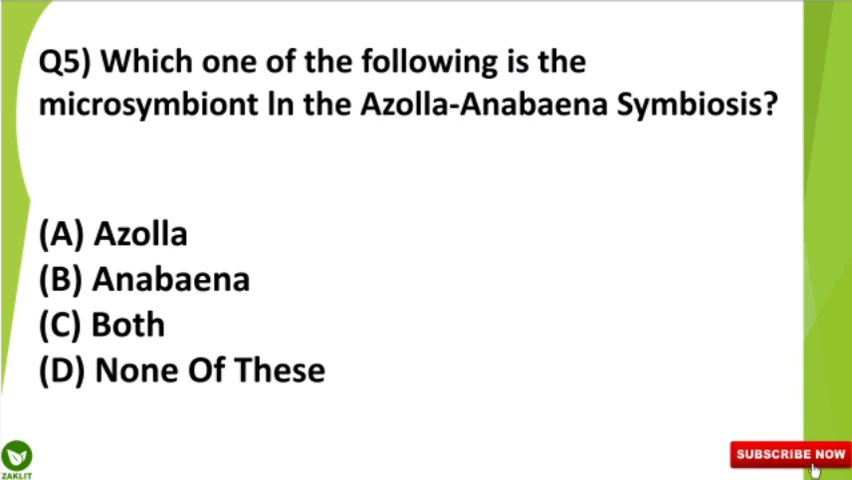 Q5) Which one of the following is the
microsymbiont ln the Azolla-Anabaena Symbiosis?
(A) Azolla
(B) Anabaena
(C) Both
(D) None Of These
ZAKLIT
SUBSCRIBE NOW